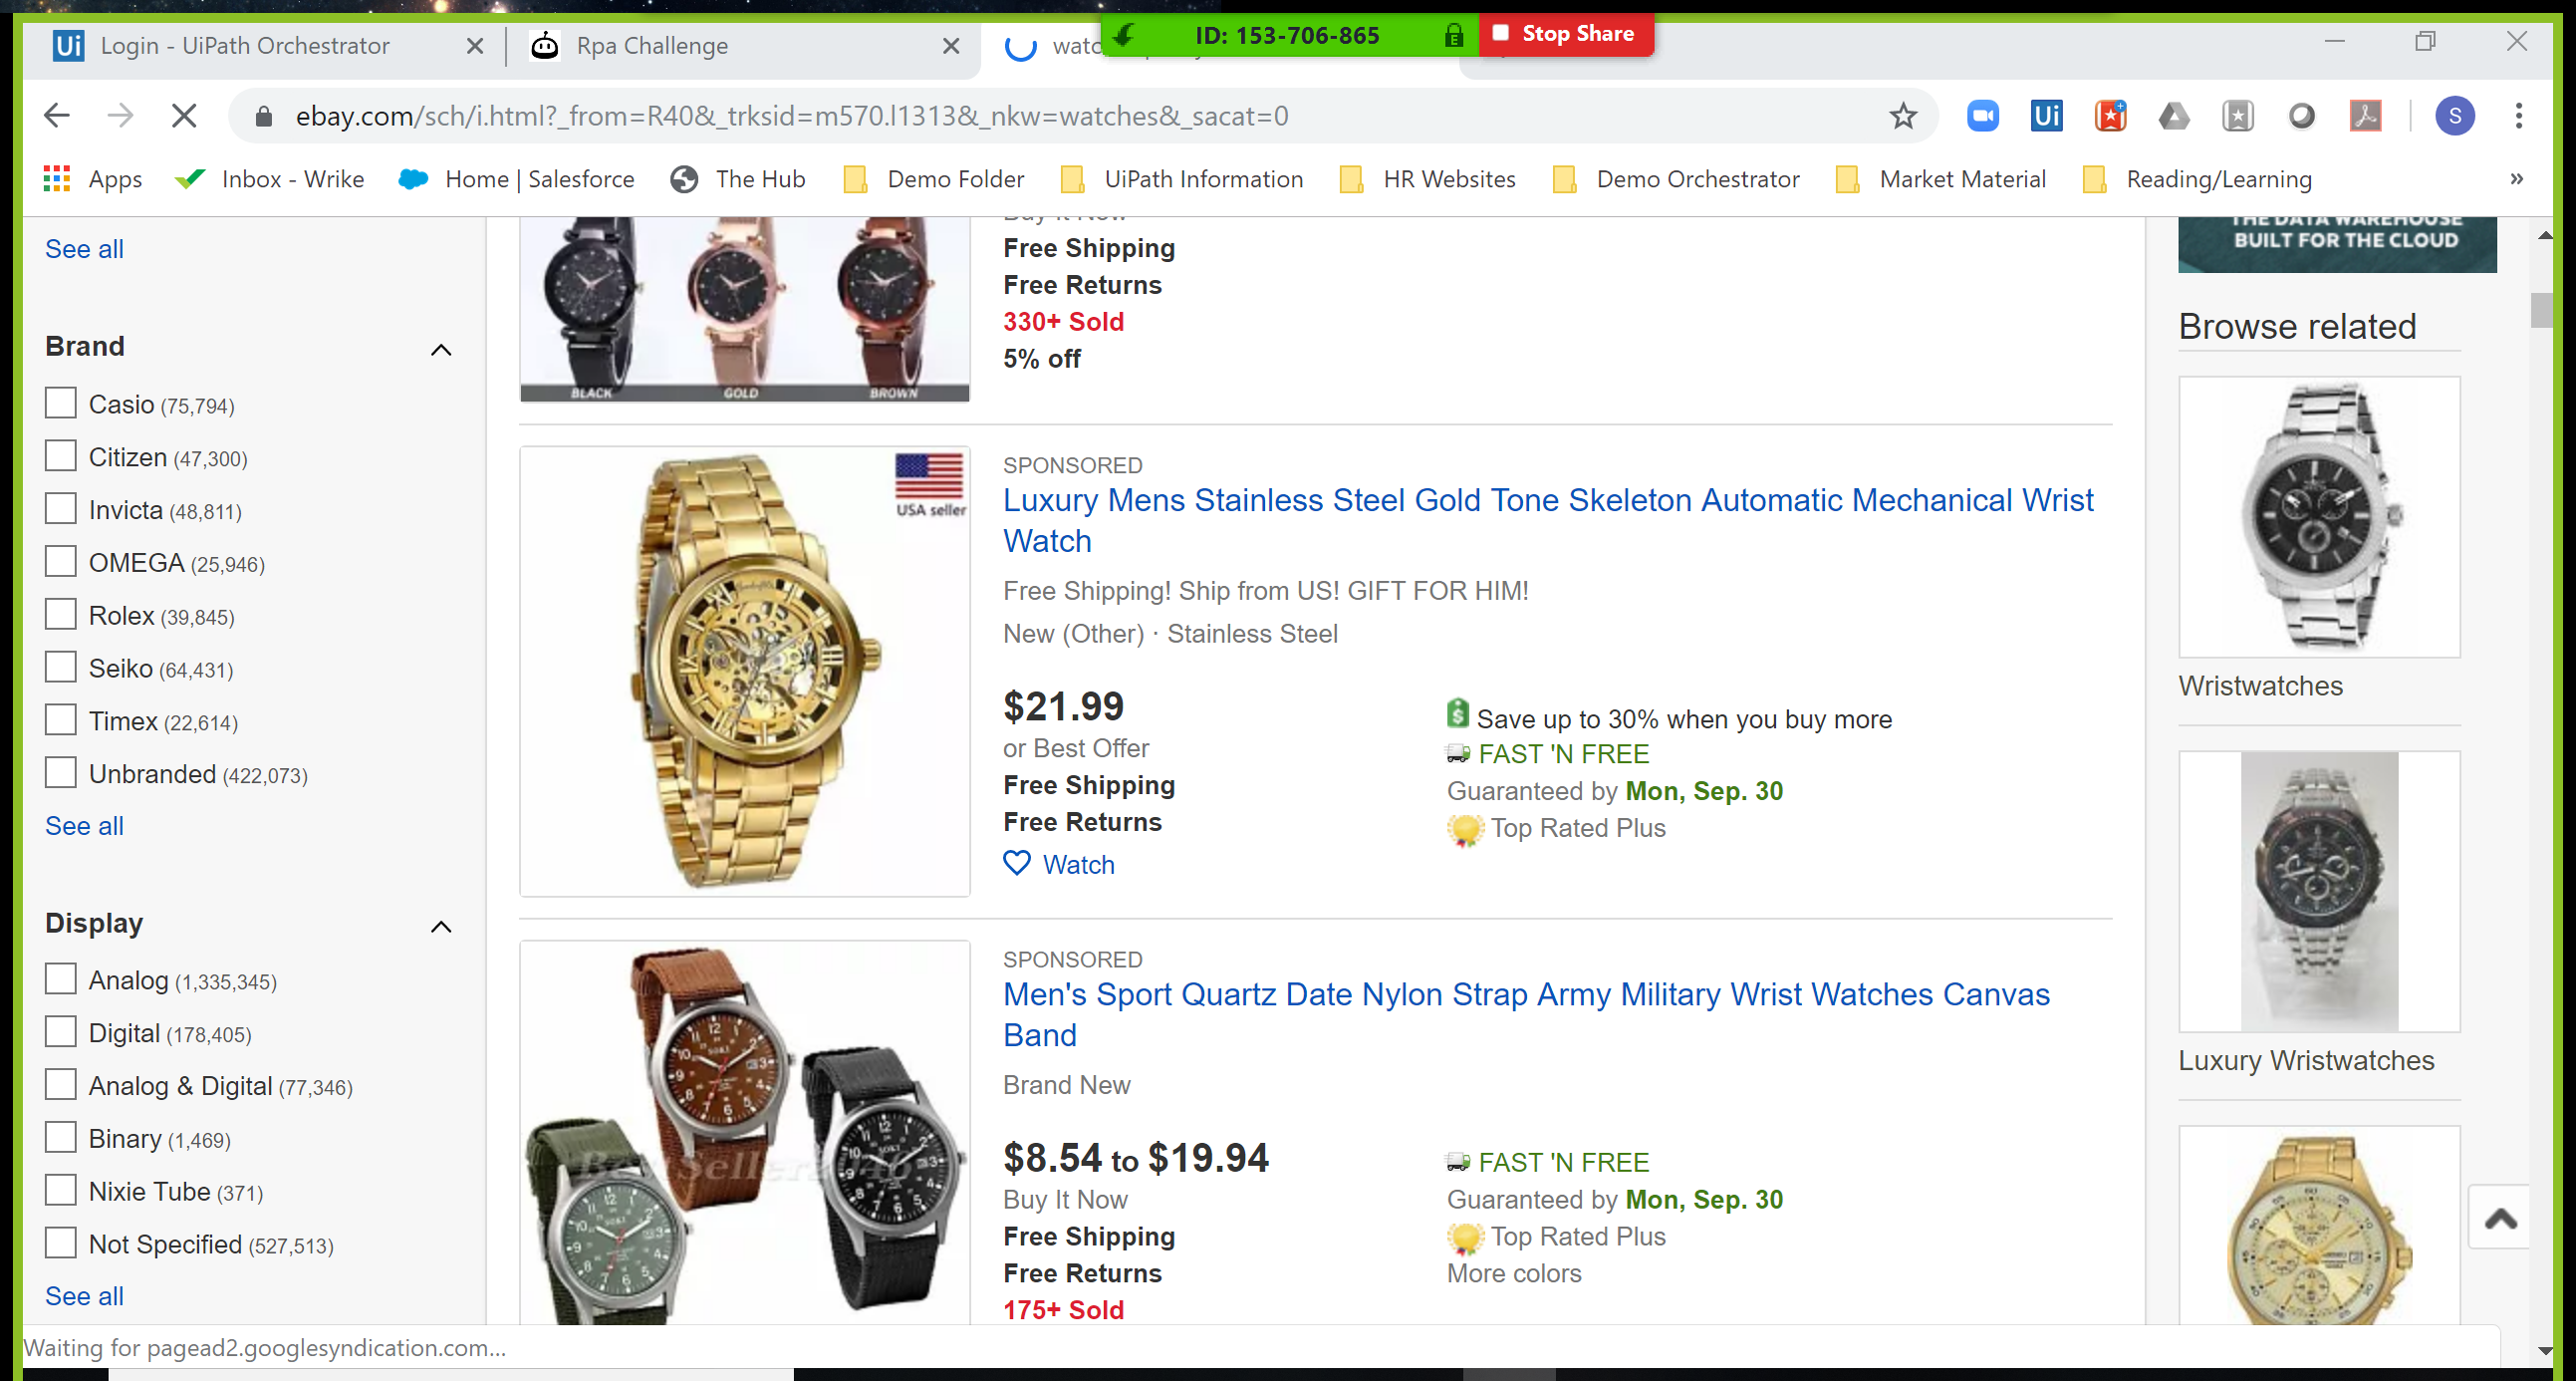 Login - UiPath Orchestrator
Rpa Challenge
watc
ID: 153-706-865
Stop Share
ebay.com/sch/i.html?_from=R40&_trksid=m570.l1313&_nkw=watches&_sacat=0
Ui
S
Apps
Inbox - Wrike
Home | Salesforce
The Hub
Demo Folder
UiPath Information
HR Websites
Demo Orchestrator
Market Material
Reading/Learning
»
See all
Brand
Casio (75,794)
Citizen (47,300)
Invicta (48,811)
OMEGA (25,946)
Rolex (39,845)
Seiko (64,431)
Timex (22,614)
Unbranded (422,073)
See all
Display
Analog (1,335,345)
Digital (178,405)
Analog & Digital (77,346)
Binary (1,469)
Nixie Tube (371)
Not Specified (527,513)
See all
BLACK GOLD BROWN
Buy It Now
Free Shipping
Free Returns
330+ Sold
5% off
USA seller
SPONSORED
Luxury Mens Stainless Steel Gold Tone Skeleton Automatic Mechanical Wrist
Watch
Free Shipping! Ship from US! GIFT FOR HIM!
New (Other) · Stainless Steel
$21.99
or Best Offer
Free Shipping
Free Returns
Watch
Save up to 30% when you buy more
FAST 'N FREE
Guaranteed by Mon, Sep. 30
Top Rated Plus
SPONSORED
Men's Sport Quartz Date Nylon Strap Army Military Wrist Watches Canvas
Band
Brand New
$8.54 to $19.94
Buy It Now
Free Shipping
Free Returns
175+ Sold
FAST 'N FREE
Guaranteed by Mon, Sep. 30
Top Rated Plus
More colors
THE DATA WAREHOUSE
BUILT FOR THE CLOUD
Browse related
Wristwatches
Luxury Wristwatches
Waiting for pagead2.googlesyndication.com...